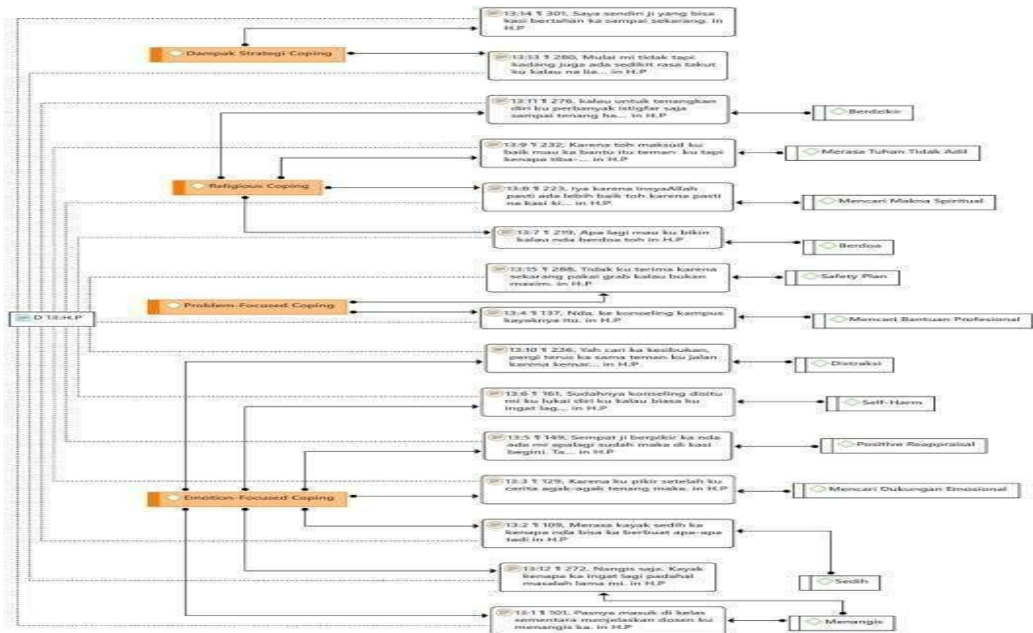 13:14 ¶ 301, Saya sendiri ji yang bisa
kasi bertahan ka sampai sekarang. in
H.P
Dampak Strategi Coping
13:13 ¶ 280, Mulai mi tidak tapi
kadang juga ada sedikit rasa takut
ku kalau na lia... in H.P
13:11 ¶ 276, kalau untuk tenangkan
diri ku perbanyak istigfar saja
sampai tenang ha... in H.P
Berdzikir
13:9 ¶ 232, Karena toh maksud ku
baik mau ka bantu itu teman ku tapi
kenapa tiba-... in H.P
Merasa Tuhan Tidak Adil
Religious Coping
13:8 ¶ 223, Iya karena InsyaAllah
pasti ada lebih baik toh karena pasti
na kasi ki... in H.P
Mencari Makna Spiritual
13:7 ¶ 219, Apa lagi mau ku bikin
kalau nda berdoa toh in H.P
Berdoa
13:15 ¶ 288, Tidak ku terima karena
sekarang pakai grab kalau bukan
maxim. in H.P
Safety Plan
Problem-Focused Coping
D 13:H.P
13:4 ¶ 137, Nda, ke konseling kampus
kayaknya itu. in H.P
Mencari Bantuan Profesional
13:10 ¶ 236, Yah cari ka kesibukan,
pergi terus ka sama teman ku jalan
karena kemar... in H.P
Distraksi
13:6 ¶ 161, Sudahnya konseling disitu
mi ku lukai diri ku kalau biasa ku
ingat lag... in H.P
Self-Harm
13:5 ¶ 149, Sempat ji berpikir ka nda
ada mi apalagi sudah maka di kasi
begini. Ta... in H.P
Positive Reappraisal
Emotion-Focused Coping
13:3 ¶ 129, Karena ku pikir setelah ku
cerita agak-agak tenang maka. in H.P
Mencari Dukungan Emosional
13:2 ¶ 109, Merasa kayak sedih ka
kenapa nda bisa ka berbuat apa-apa
tadi in H.P
13:12 ¶ 272, Nangis saja. Kayak
kenapa ka ingat lagi padahal
masalah lama mi. in H.P
Sedih
13:1 ¶ 101, Pasnya masuk di kelas
sementara menjelaskan dosen ku
menangis ka. in H.P
Menangis